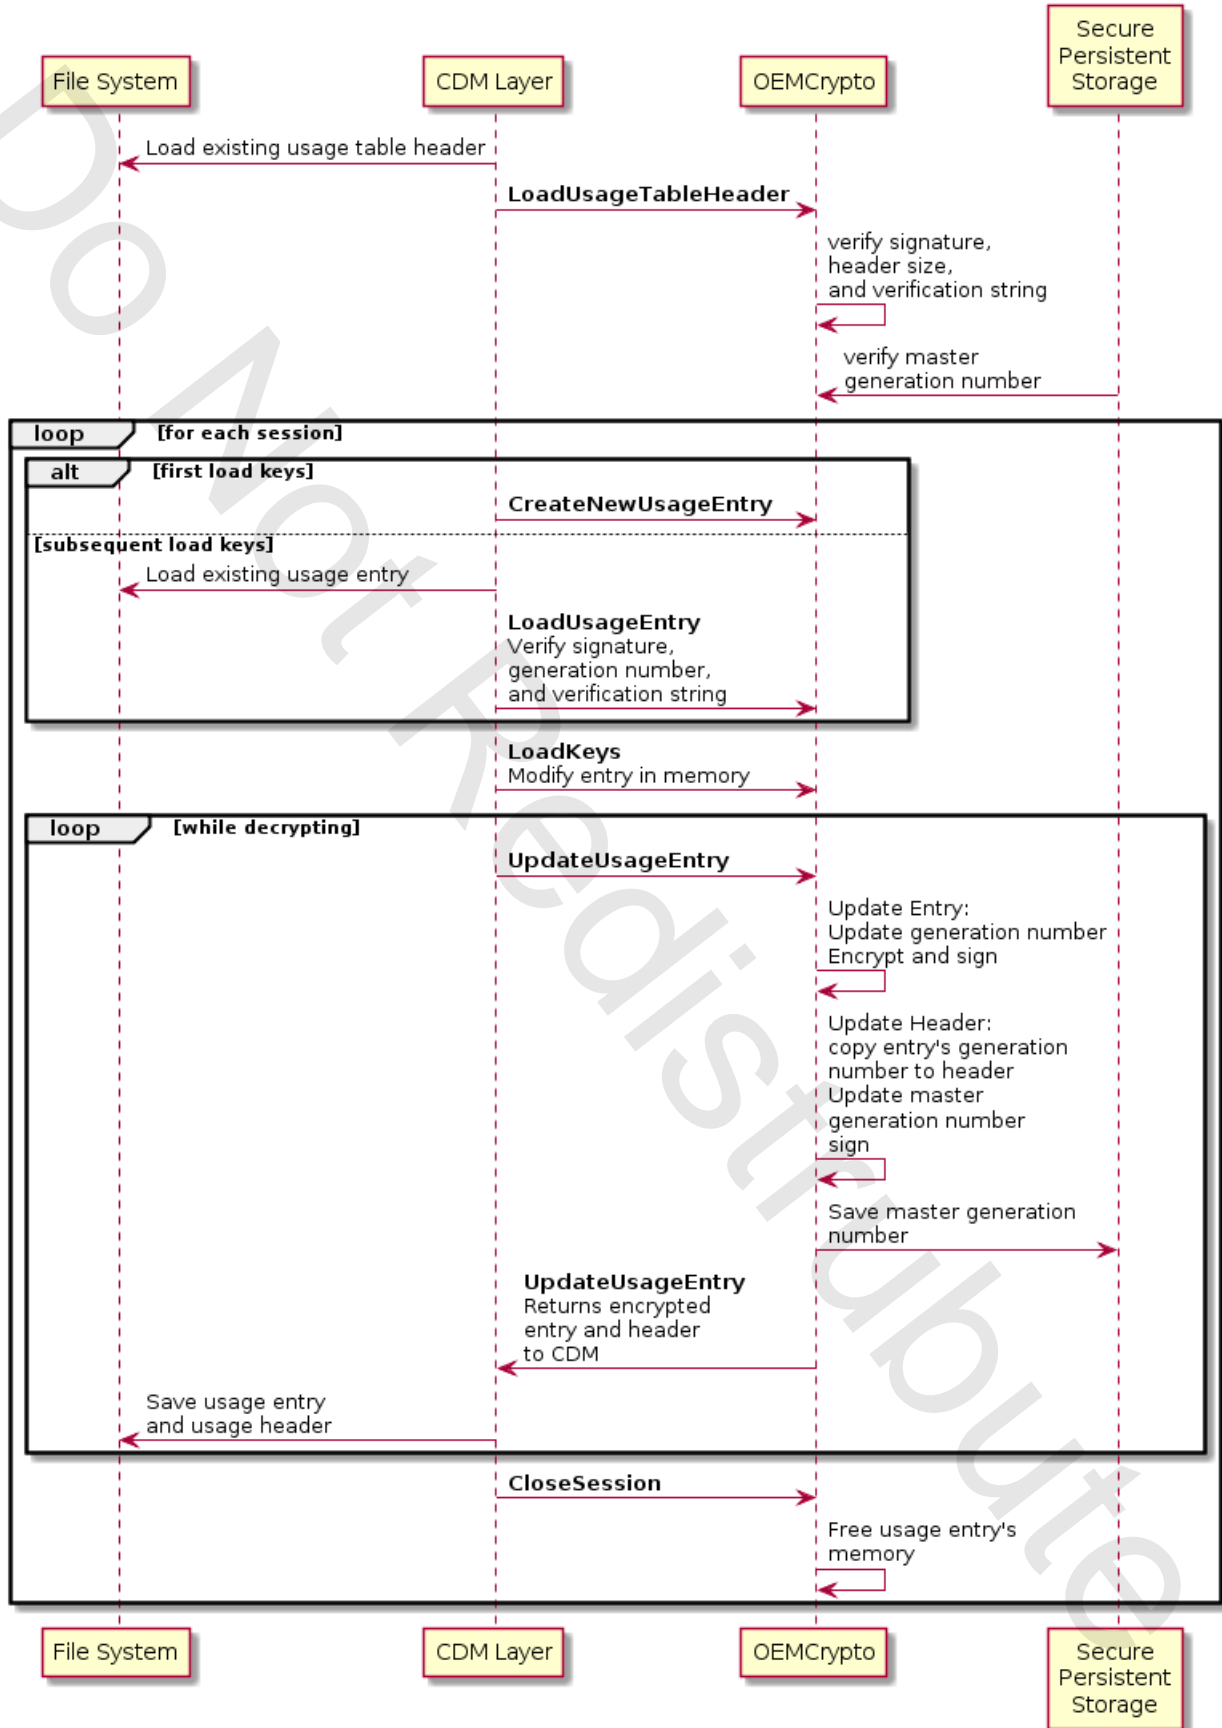 Secure
Persistent
Storage
File System
CDM Layer
OEMCrypto
Load existing usage table header
LoadUsageTableHeader
verify signature,
header size,
and verification string
verify master
generation number
loop
[for each session]
alt
[first load keys]
CreateNewUsageEntry
[subsequent load keys]
Load existing usage entry
LoadUsageEntry
Verify signature,
generation number,
and verification string
LoadKeys
Modify entry in memory
loop
[while decrypting]
UpdateUsageEntry
Update Entry:
Update generation number
Encrypt and sign
Update Header:
copy entry's generation
number to header
Update master
generation number
sign
Save master generation
number
UpdateUsageEntry
Returns encrypted
entry and header
to CDM
Save usage entry
and usage header
CloseSession
Free usage entry's
memory
File System
CDM Layer
OEMCrypto
Secure
Persistent
Storage
Do Not Redistrubute